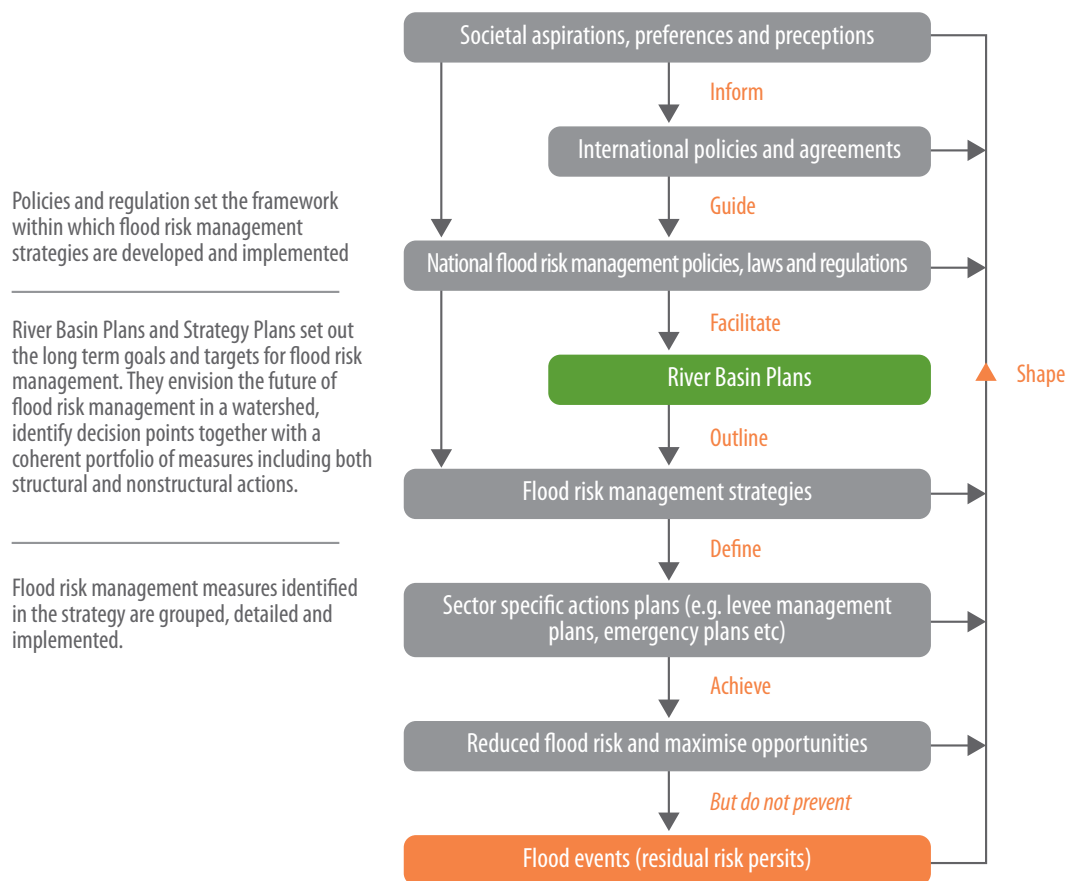 Societal aspirations, preferences and preceptions
Inform
International policies and agreements
Policies and regulation set the framework
within which flood risk management
strategies are developed and implemented
Guide
National flood risk management policies, laws and regulations
River Basin Plans and Strategy Plans set out
the long term goals and targets for flood risk
management. They envision the future of
flood risk management in a watershed,
identify decision points together with a
coherent portfolio of measures including both
structural and nonstructural actions.
Facilitate
River Basin Plans
Shape
Outline
Flood risk management strategies
Define
Flood risk management measures identified
in the strategy are grouped, detailed and
implemented.
Sector specific actions plans (e.g. levee management
plans, emergency plans etc)
Achieve
Reduced flood risk and maximise opportunities
But do not prevent
Flood events (residual risk persits)